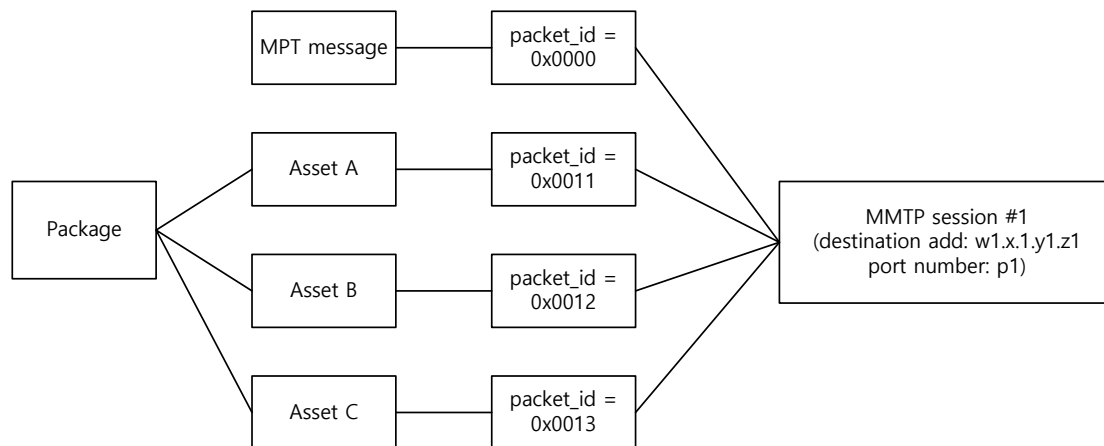 MPT message
packet_id =
0x0000
Asset A
packet_id =
0x0011
Package
MMTP session #1
(destination add: w1.x.1.y1.z1
port number: p1)
Asset B
packet_id =
0x0012
Asset C
packet_id =
0x0013